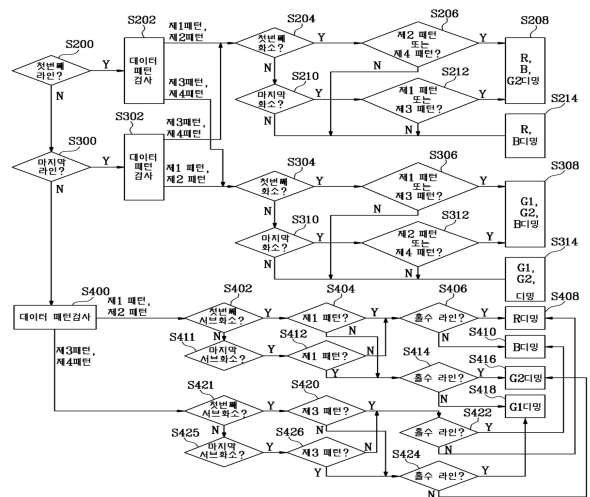 S200
첫번째
라인?
Y
N
S202
데이터
패턴
검사
제1패턴,
제2패턴
제3패턴,
제4패턴
S204
첫번째
화소?
Y
N
S206
제2 패턴
또는
제4 패턴?
Y
N
S208
R,
B,
G2디밍
S210
마지막
화소?
Y
N
S212
제1 패턴
또는
제3 패턴?
Y
N
S214
R,
B디밍
S300
마지막
라인?
Y
N
S302
데이터
패턴
검사
제3패턴,
제4패턴
제1 패턴,
제2 패턴
S304
첫번째
화소?
Y
N
S306
제1 패턴
또는
제3 패턴?
Y
N
S308
G1,
G2,
B디밍
S310
마지막
화소?
Y
N
S312
제2 패턴
또는
제4 패턴?
Y
N
S314
G1,
G2,
디밍
S400
데이터 패턴검사
제1 패턴,
제2 패턴
제3패턴,
제4패턴
S402
첫번째
서브화소?
Y
N
S404
제1 패턴?
Y
N
S406
홀수 라인?
Y
N
S408
R디밍
S410
B디밍
S411
마지막
서브화소?
Y
S412
제1 패턴?
N
Y
S414
홀수 라인?
Y
N
S416
G2디밍
S418
G1디밍
S421
첫번째
서브화소?
Y
N
S420
제3 패턴?
Y
N
S422
홀수 라인?
Y
N
S425
마지막
서브화소?
Y
S426
제3 패턴?
N
Y
S424
홀수 라인?
Y
N